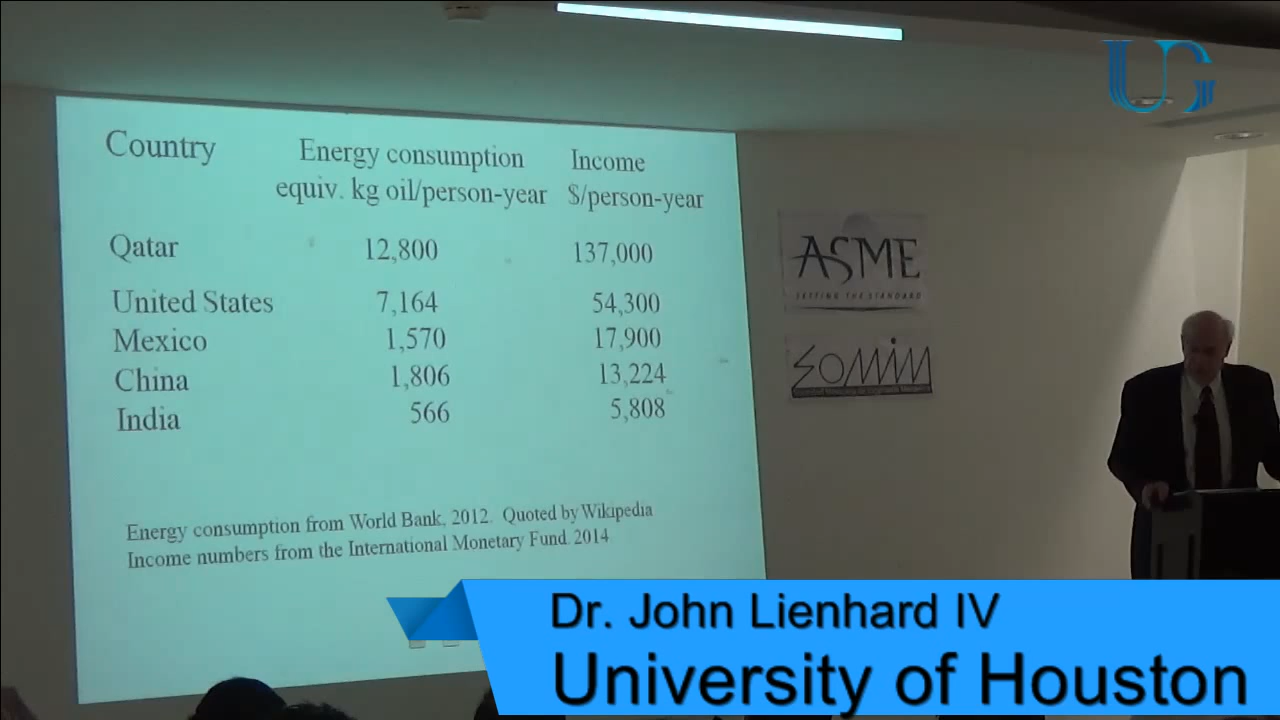 Country Energy consumption Income
equiv. kg oil/person-year $/person-year
Qatar 12,800 137,000
United States 7,164 54,300
Mexico 1,570 17,900
China 1,806 13,224
India 566 5,808
Energy consumption from World Bank, 2012. Quoted by Wikipedia
Income numbers from the International Monetary Fund 2014
ASME
SETTING THE STANDARD
SOMIM
Dr. John Lienhard IV
University of Houston